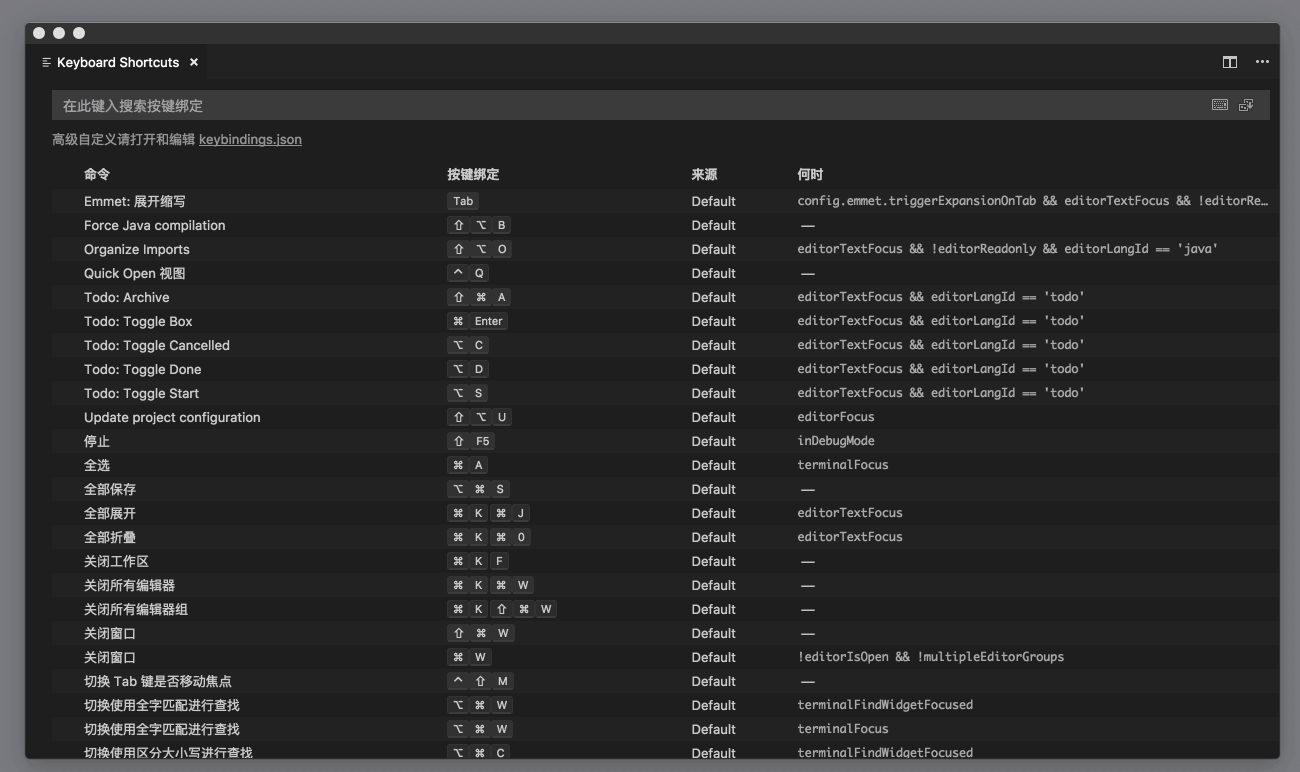 Keyboard Shortcuts ×
在此键入搜索按键绑定
高级自定义请打开和编辑 keybindings.json
命令 按键绑定 来源 何时
Emmet: 展开缩写 Tab Default config.emmet.triggerExpansionOnTab && editorTextFocus && !editorRe…
Force Java compilation ⇧ ⌥ B Default —
Organize Imports ⇧ ⌥ O Default editorTextFocus && !editorReadonly && editorLangId == 'java'
Quick Open 视图 ^ Q Default —
Todo: Archive ⇧ ⌘ A Default editorTextFocus && editorLangId == 'todo'
Todo: Toggle Box ⌘ Enter Default editorTextFocus && editorLangId == 'todo'
Todo: Toggle Cancelled ⌥ C Default editorTextFocus && editorLangId == 'todo'
Todo: Toggle Done ⌥ D Default editorTextFocus && editorLangId == 'todo'
Todo: Toggle Start ⌥ S Default editorTextFocus && editorLangId == 'todo'
Update project configuration ⇧ ⌥ U Default editorFocus
停止 ⇧ F5 Default inDebugMode
全选 ⌘ A Default terminalFocus
全部保存 ⌥ ⌘ S Default —
全部展开 ⌘ K ⌘ J Default editorTextFocus
全部折叠 ⌘ K ⌘ 0 Default editorTextFocus
关闭工作区 ⌘ K F Default —
关闭所有编辑器 ⌘ K ⌘ W Default —
关闭所有编辑器组 ⌘ K ⇧ ⌘ W Default —
关闭窗口 ⇧ ⌘ W Default —
关闭窗口 ⌘ W Default !editorIsOpen && !multipleEditorGroups
切换 Tab 键是否移动焦点 ^ ⇧ M Default —
切换使用全字匹配进行查找 ⌥ ⌘ W Default terminalFindWidgetFocused
切换使用全字匹配进行查找 ⌥ ⌘ W Default terminalFocus
切换使用区分大小写进行查找 ⌥ ⌘ C Default terminalFindWidgetFocused